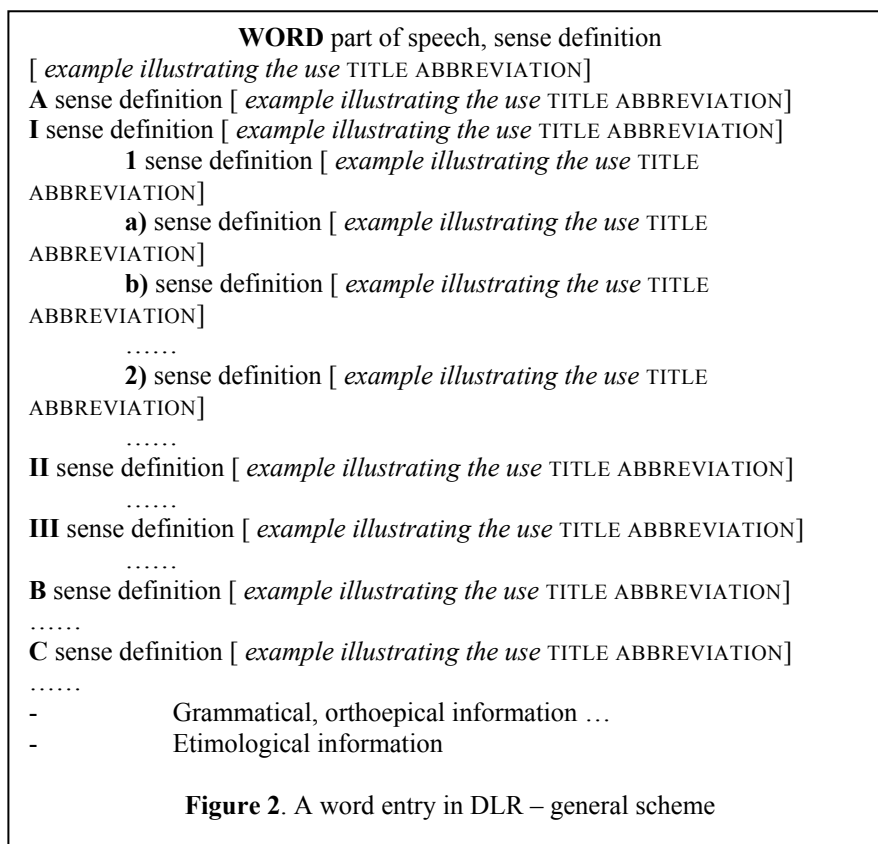 WORD part of speech, sense definition
[ example illustrating the use TITLE ABBREVIATION]
A sense definition [ example illustrating the use TITLE ABBREVIATION]
I sense definition [ example illustrating the use TITLE ABBREVIATION]
1 sense definition [ example illustrating the use TITLE
ABBREVIATION]
a) sense definition [ example illustrating the use TITLE
ABBREVIATION]
b) sense definition [ example illustrating the use TITLE
ABBREVIATION]
……
2) sense definition [ example illustrating the use TITLE
ABBREVIATION]
……
II sense definition [ example illustrating the use TITLE ABBREVIATION]
……
III sense definition [ example illustrating the use TITLE ABBREVIATION]
……
B sense definition [ example illustrating the use TITLE ABBREVIATION]
……
C sense definition [ example illustrating the use TITLE ABBREVIATION]
……
- Grammatical, orthoepical information …
- Etimological information
Figure 2. A word entry in DLR – general scheme